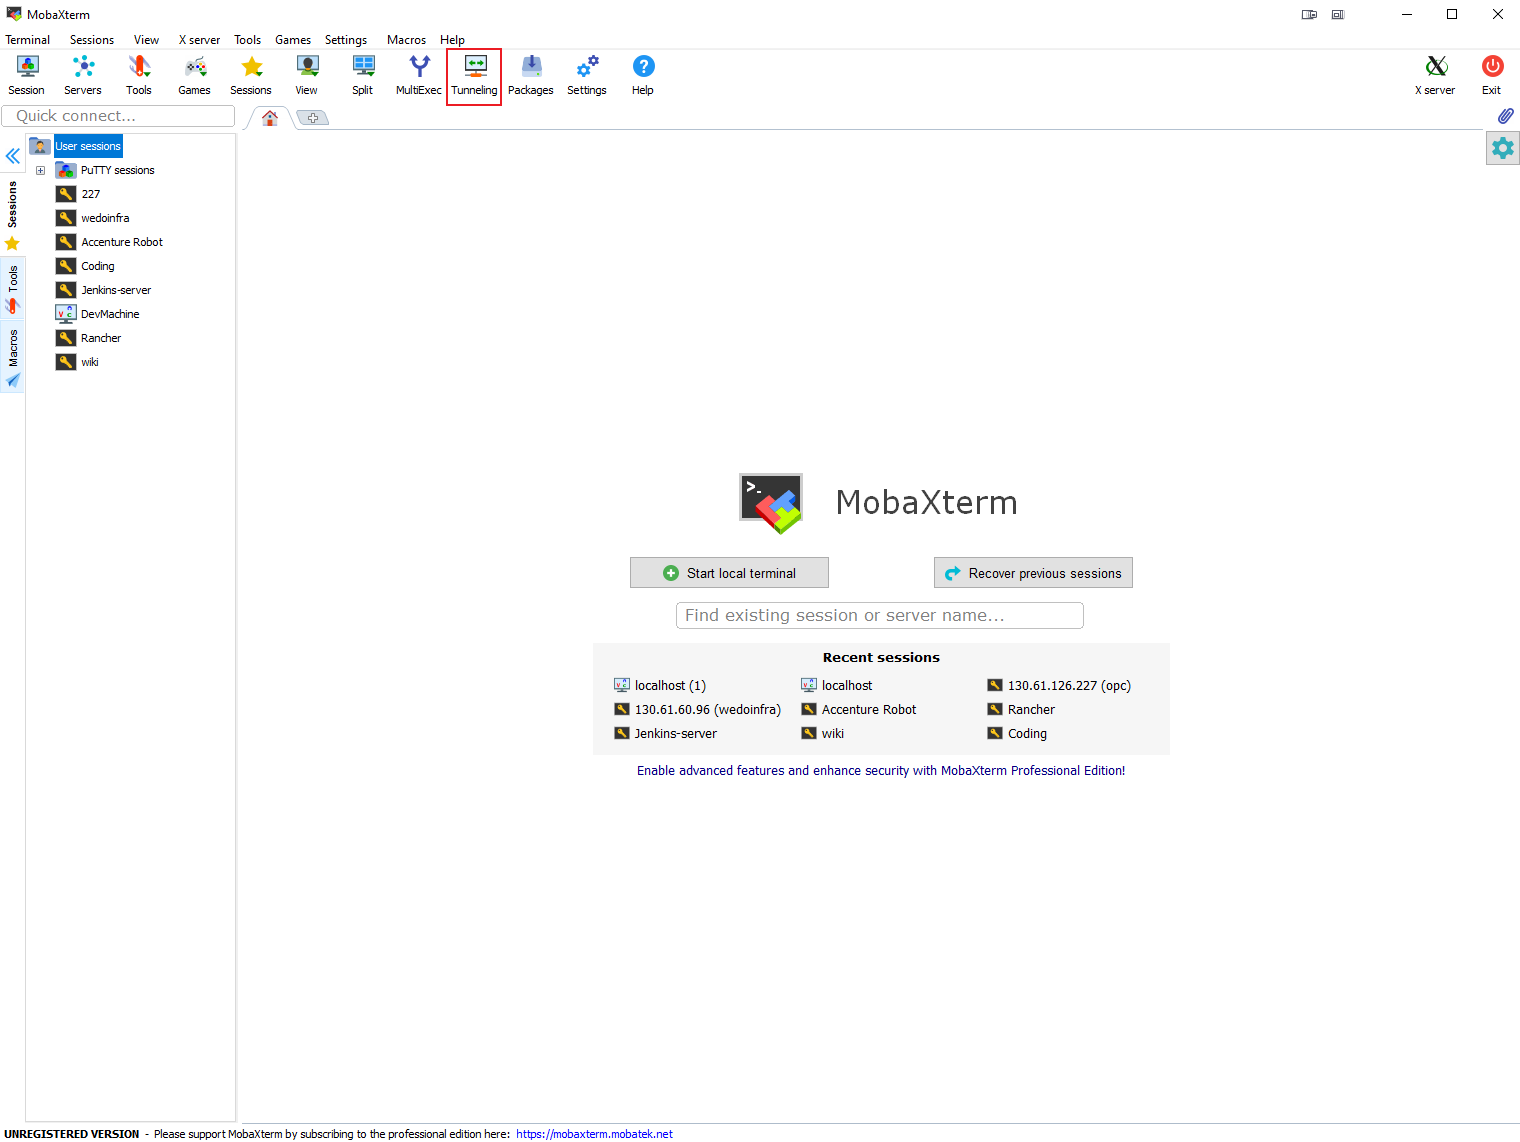 MobaXterm
Terminal Sessions View X server Tools Games Settings Macros Help
Session Servers Tools Games Sessions View Split MultiExec Tunneling Packages Settings Help X server Exit
Quick connect...
User sessions
PuTTY sessions
227
wedoinfra
Accenture Robot
Coding
Jenkins-server
DevMachine
Rancher
wiki
Sessions
Tools
Macros
MobaXterm
Start local terminal Recover previous sessions
Find existing session or server name...
Recent sessions
localhost (1) localhost 130.61.126.227 (opc)
130.61.60.96 (wedoinfra) Accenture Robot Rancher
Jenkins-server wiki Coding
Enable advanced features and enhance security with MobaXterm Professional Edition!
UNREGISTERED VERSION - Please support MobaXterm by subscribing to the professional edition here: https://mobaxterm.mobatek.net